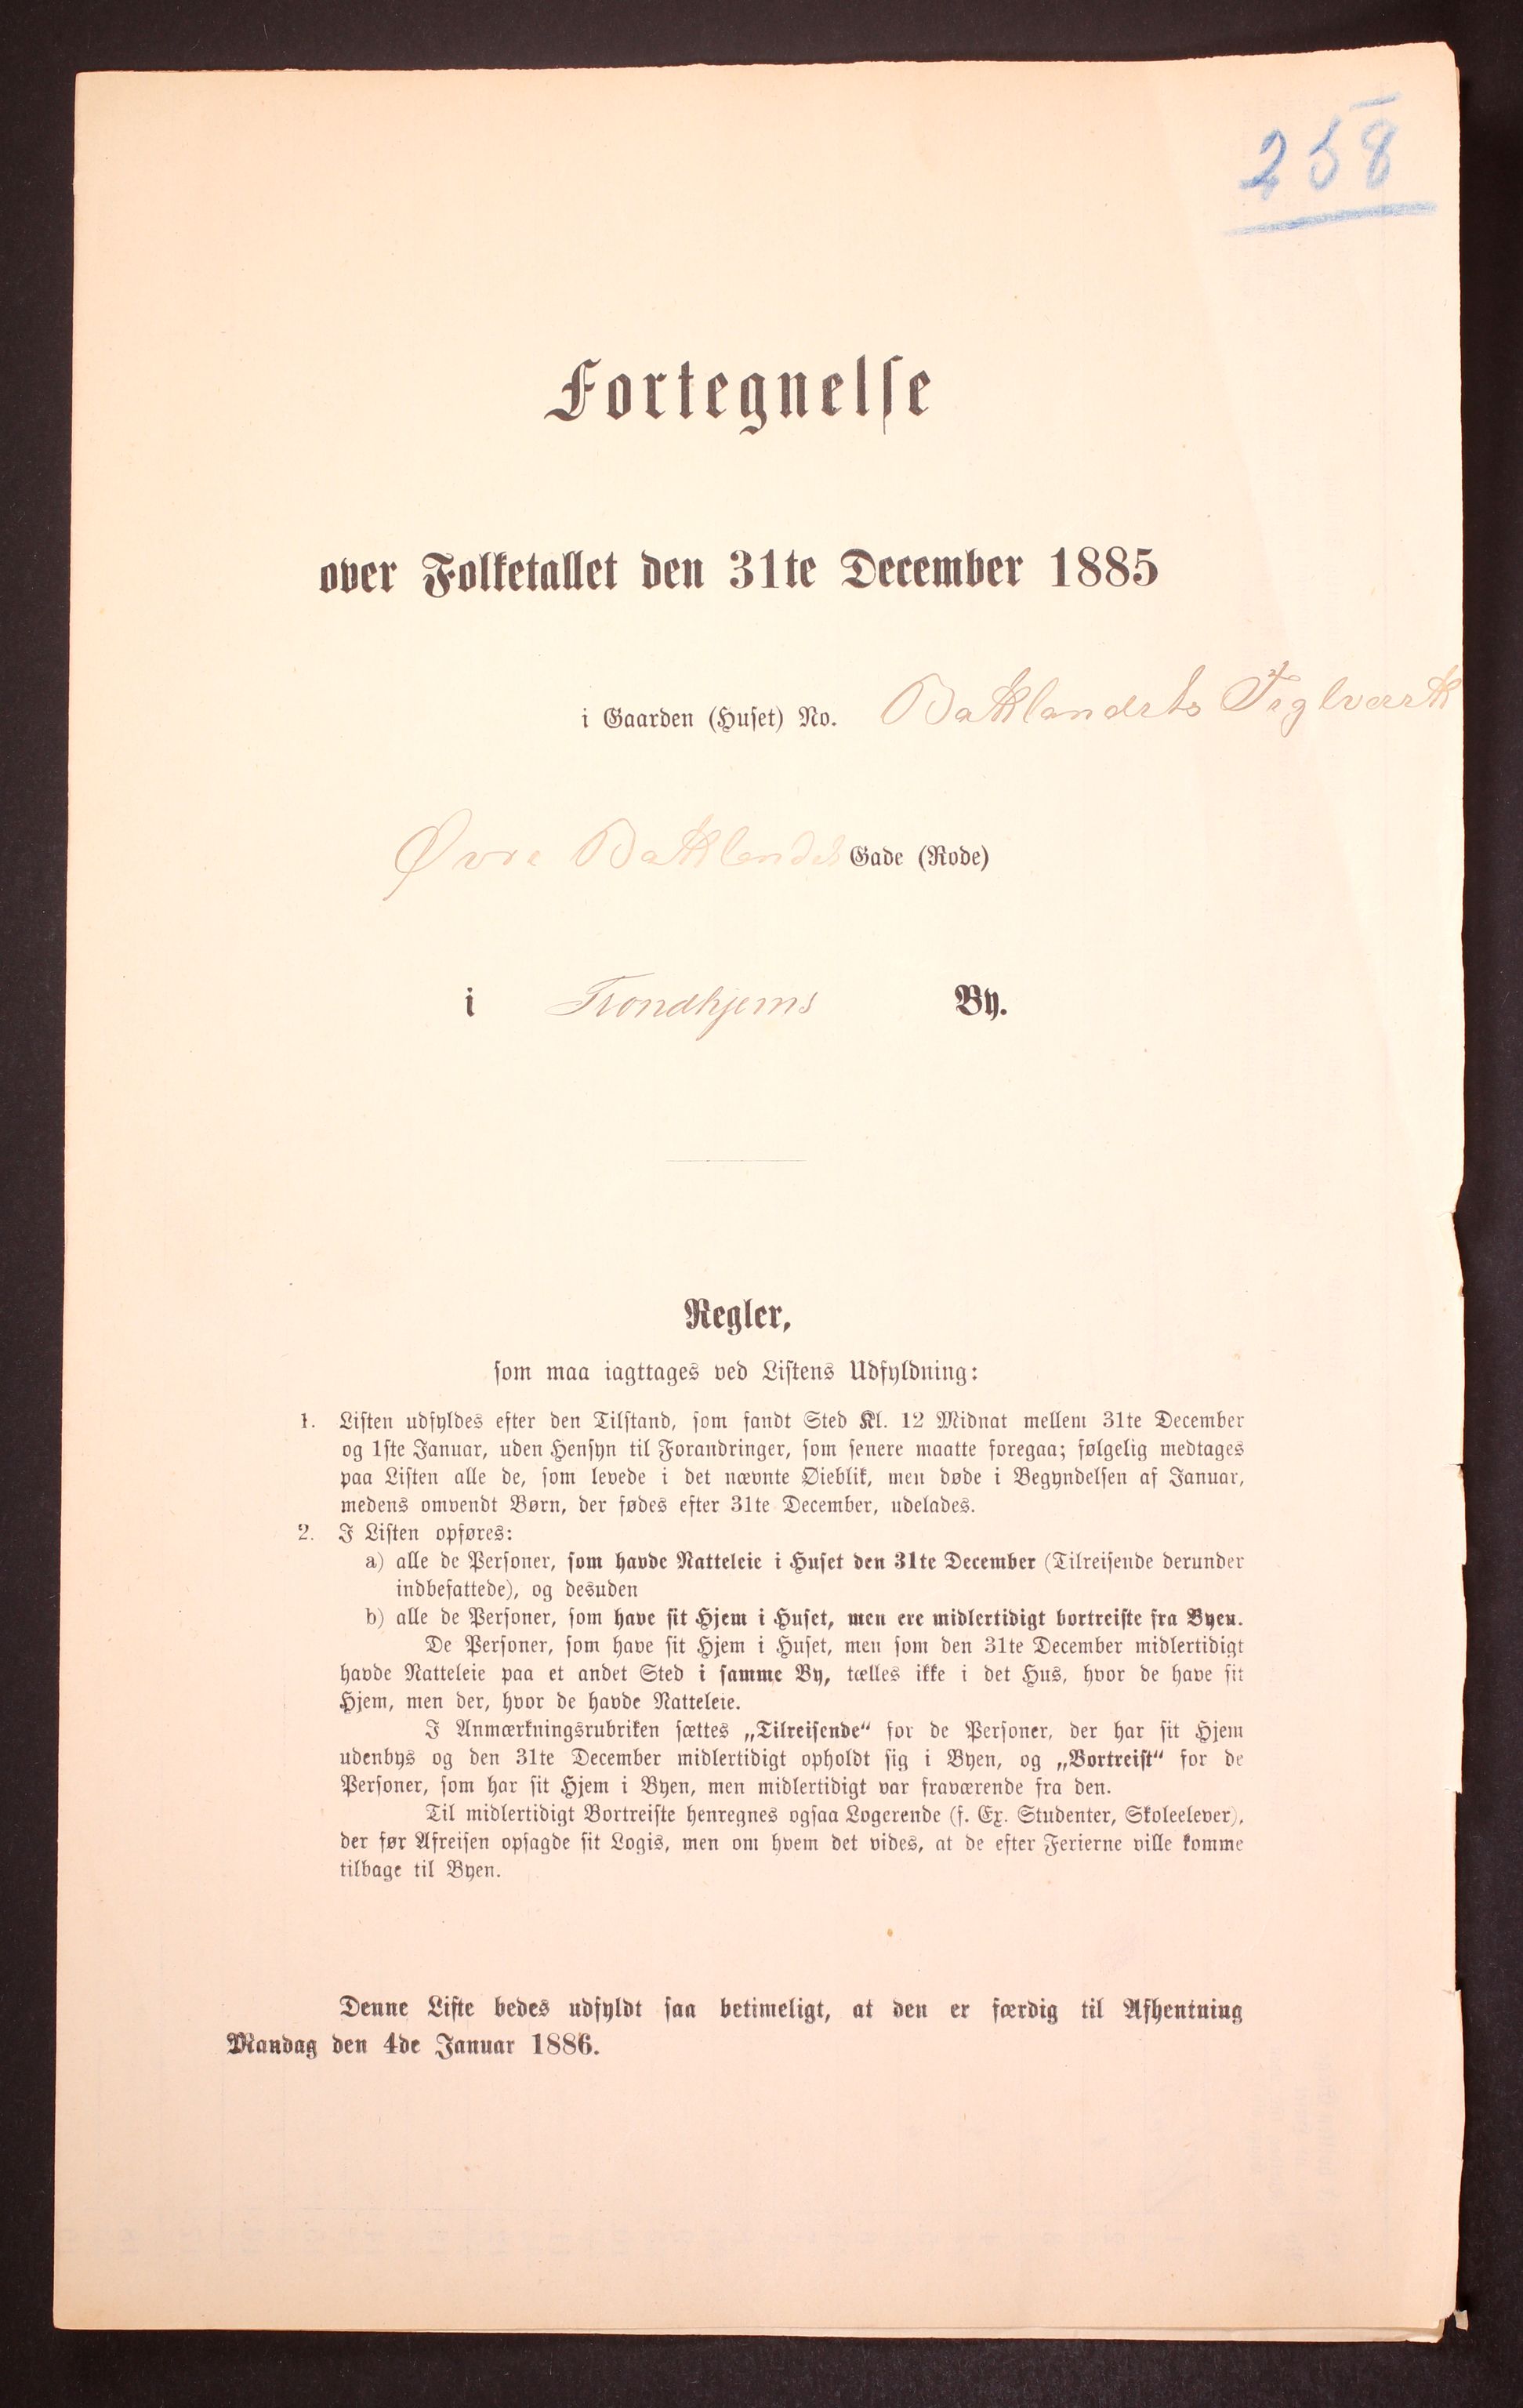 258
Fortegnelse
over Folketallet den 31te December 1885
i Gaarden (Huset) No. Baklandets Teglværk
Øvre Baklandets Gade (Rode)
i Trondhjems By.
Regler,
som maa iagttages ved Listens Udfyldning:
1. Listen udfyldes efter den Tilstand, som fandt Sted Kl. 12 Midnat mellem 31te December
og 1ste Januar, uden Hensyn til Forandringer, som senere maatte foregaa; følgelig medtages
paa Listen alle de, som levede i det nævnte Øieblik, men døde i Begyndelsen af Januar,
medens omvendt Børn, der fødes efter 31te December, udelades.
2. I Listen opføres:
a) alle de Personer, som havde Natteleie i Huset den 31te December (Tilreisende derunder
indbefattede), og desuden
b) alle de Personer, som have sit Hjem i Huset, men ere midlertidigt bortreiste fra Byen.
De Personer, som have sit Hjem i Huset, men som den 31te December midlertidigt
havde Natteleie paa et andet Sted i samme By, tælles ikke i det Hus, hvor de have sit
Hjem, men der, hvor de havde Natteleie.
I Anmærkningsrubriken sættes „Tilreisende“ for de Personer, der har sit Hjem
udenbys og den 31te December midlertidigt opholdt sig i Byen, og „Bortreist“ for de
Personer, som har sit Hjem i Byen, men midlertidigt var fraværende fra den.
Til midlertidigt Bortreiste henregnes ogsaa Logerende (f. Ex. Studenter, Skoleelever),
der før Afreisen opsagde sit Logis, men om hvem det vides, at de efter Ferierne ville komme
tilbage til Byen.
Denne Liste bedes udfyldt saa betimeligt, at den er færdig til Afhentning
Mandag den 4de Januar 1886.